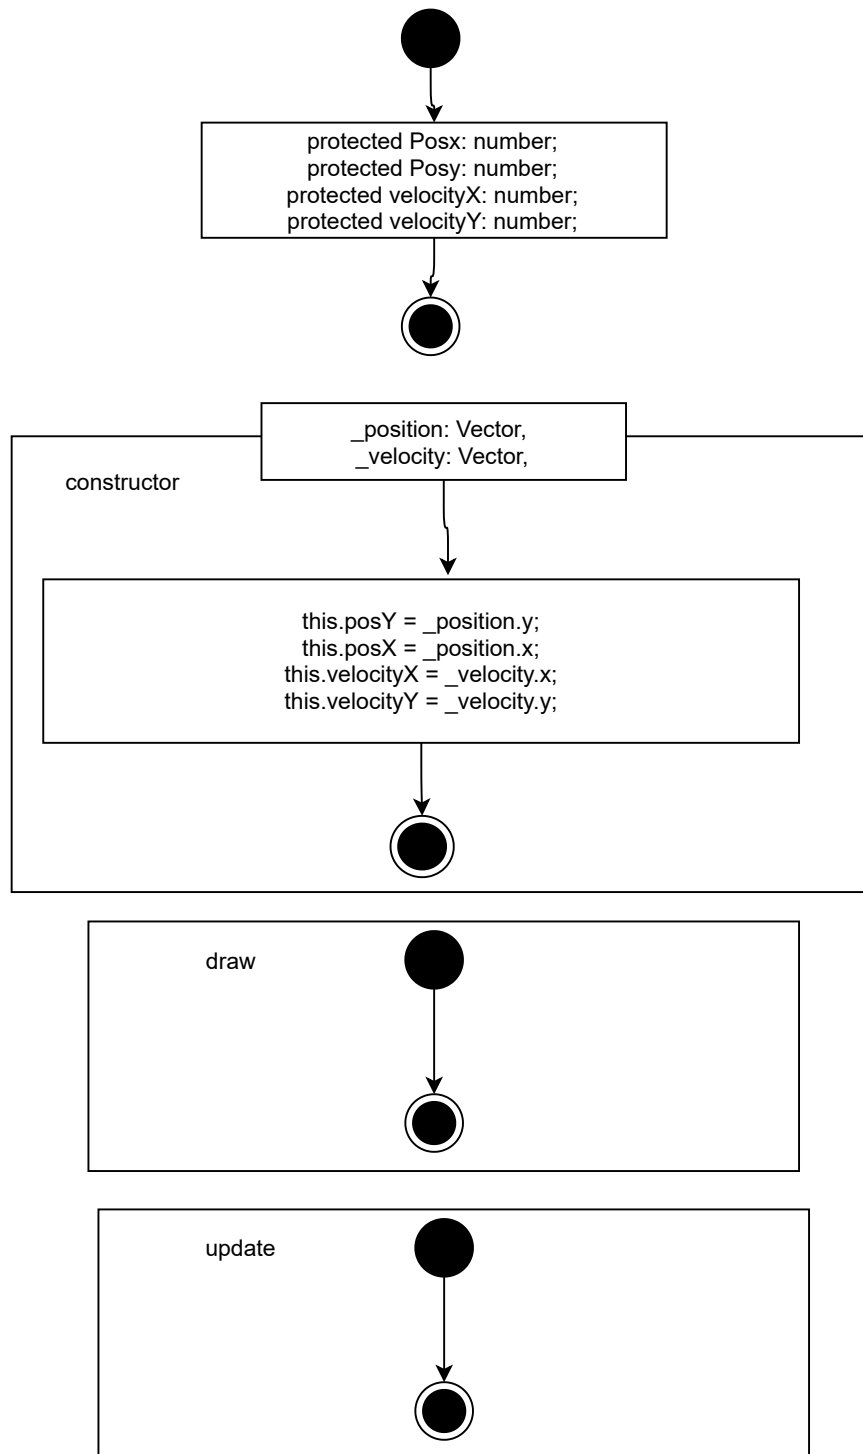 protected Posx: number;
protected Posy: number;
protected velocityX: number;
protected velocityY: number;
_position: Vector,
_velocity: Vector,
constructor
this.posY = _position.y;
this.posX = _position.x;
this.velocityX = _velocity.x;
this.velocityY = _velocity.y;
draw
update